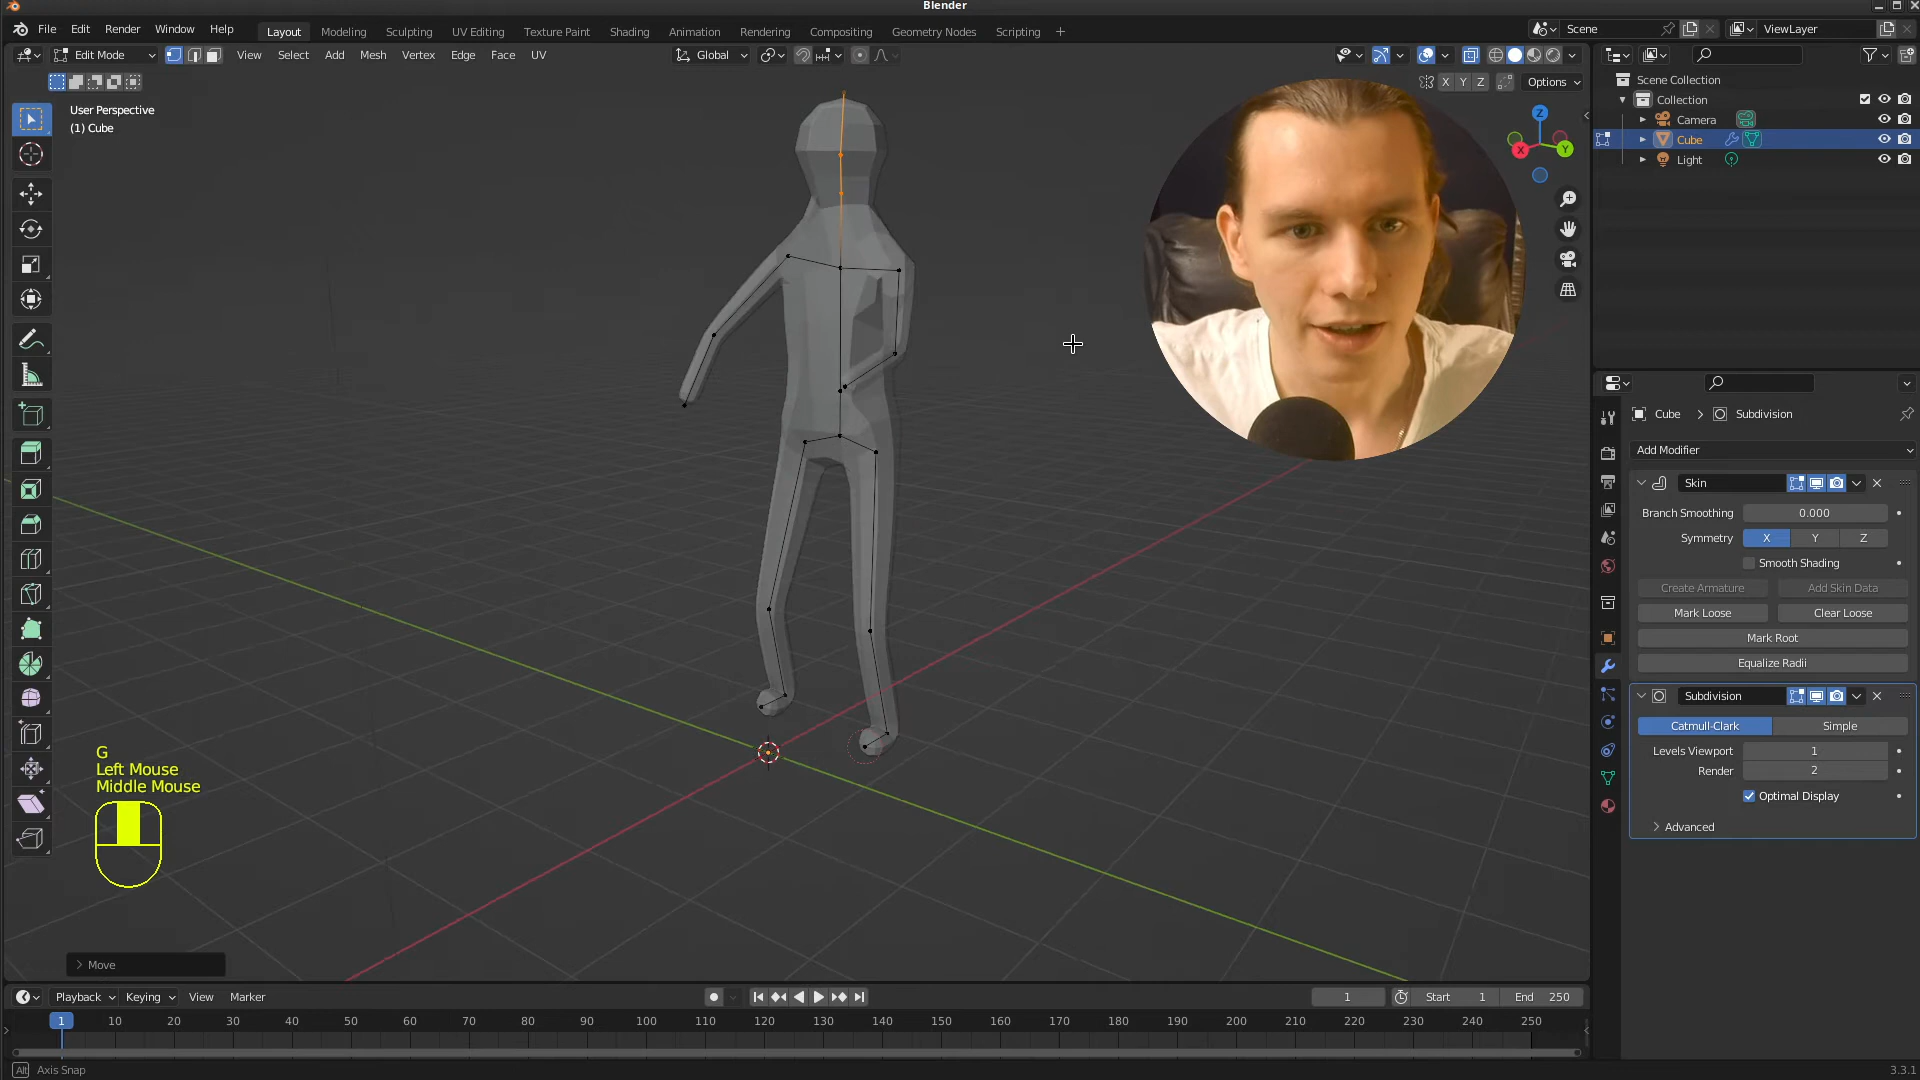 Blender
File Edit Render Window Help Layout Modeling Sculpting UV Editing Texture Paint Shading Animation Rendering Compositing Geometry Nodes Scripting + Scene ViewLayer
Edit Mode View Select Add Mesh Vertex Edge Face UV Global
X Y Z Options
User Perspective
(1) Cube
Z
X Y
Scene Collection
Collection
Camera
Cube
Light
Cube > Subdivision
Add Modifier
Skin
Branch Smoothing 0.000
Symmetry X Y Z
Smooth Shading
Create Armature Add Skin Data
Mark Loose Clear Loose
Mark Root
Equalize Radii
Subdivision
Catmull-Clark Simple
Levels Viewport 1
Render 2
Optimal Display
> Advanced
G
Left Mouse
Middle Mouse
> Move
Playback Keying View Marker 1 Start 1 End 250
1 10 20 30 40 50 60 70 80 90 100 110 120 130 140 150 160 170 180 190 200 210 220 230 240 250
Alt Axis Snap 3.3.1